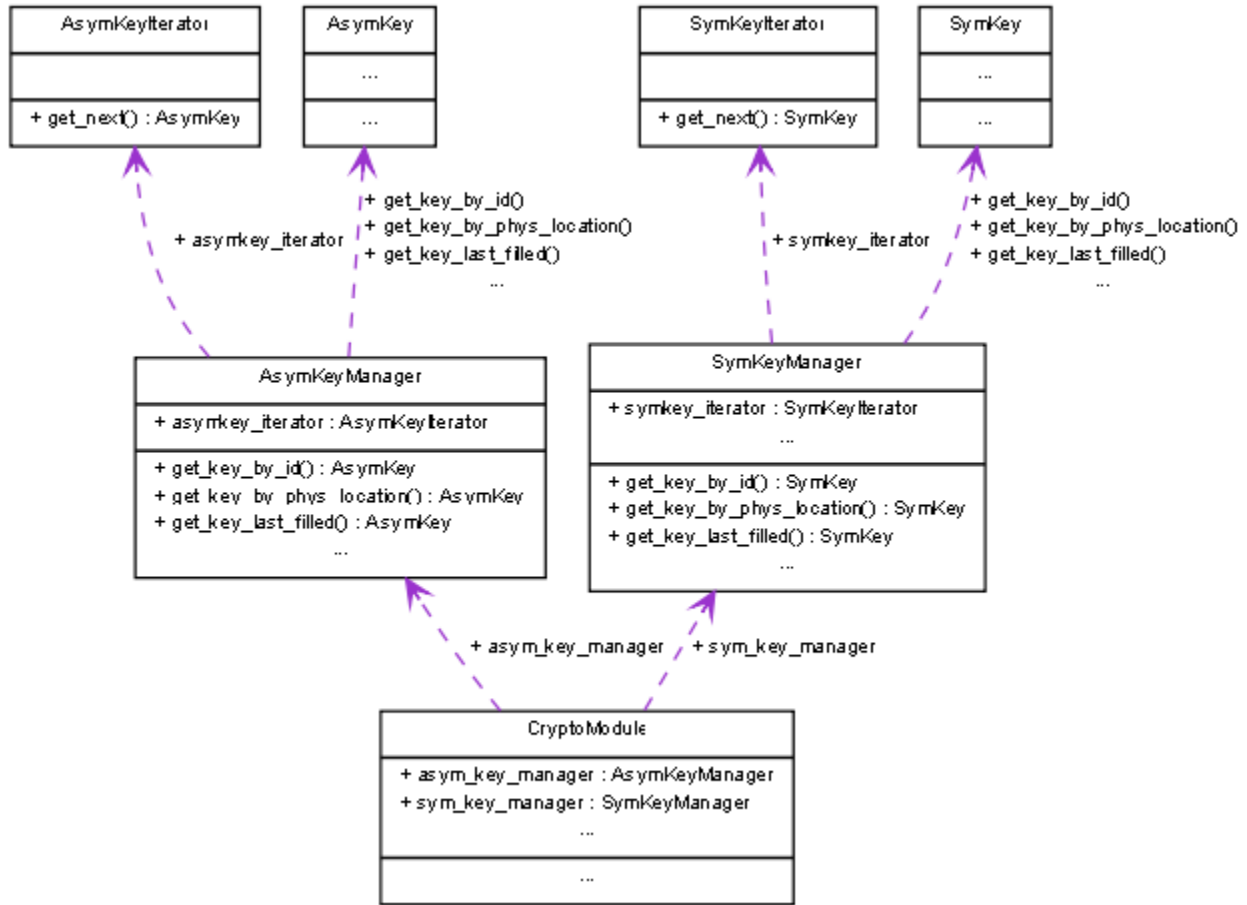 AsymKeyIterator
+ get_next() : AsymKey
AsymKey
...
...
SymKeyIterator
+ get_next() : SymKey
SymKey
...
...
+ asymkey_iterator
+ get_key_by_id()
+ get_key_by_phys_location()
+ get_key_last_filled()
...
+ symkey_iterator
+ get_key_by_id()
+ get_key_by_phys_location()
+ get_key_last_filled()
...
AsymKeyManager
+ asymkey_iterator : AsymKeyIterator
+ get_key_by_id() : AsymKey
+ get_key_by_phys_location() : AsymKey
+ get_key_last_filled() : AsymKey
...
SymKeyManager
+ symkey_iterator : SymKeyIterator
...
+ get_key_by_id() : SymKey
+ get_key_by_phys_location() : SymKey
+ get_key_last_filled() : SymKey
...
+ asym_key_manager
+ sym_key_manager
CryptoModule
+ asym_key_manager : AsymKeyManager
+ sym_key_manager : SymKeyManager
...
...